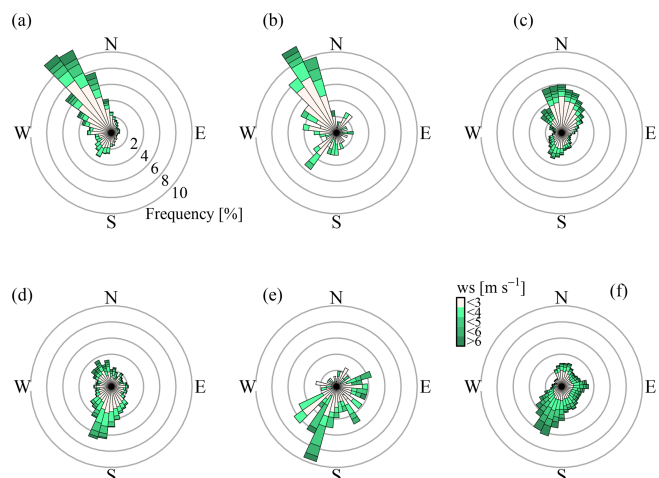 (a)
N
W
E
S
2
4
6
8
10
Frequency [%]
(b)
N
W
E
S
(c)
N
W
E
S
(d)
N
W
E
S
(e)
N
W
E
S
ws [m s⁻¹]
<3
<4
<5
<6
>6
(f)
N
W
E
S